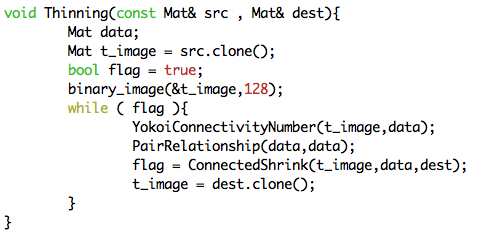 void Thinning(const Mat& src , Mat& dest){
        Mat data;
        Mat t_image = src.clone();
        bool flag = true;
        binary_image(&t_image,128);
        while ( flag ){
                YokoiConnectivityNumber(t_image,data);
                PairRelationship(data,data);
                flag = ConnectedShrink(t_image,data,dest);
                t_image = dest.clone();
        }
}